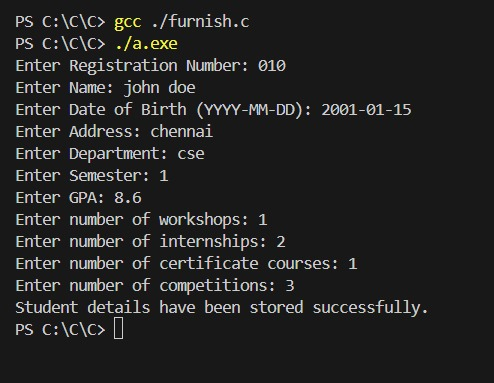 PS C:\C\C> gcc ./furnish.c
PS C:\C\C> ./a.exe
Enter Registration Number: 010
Enter Name: john doe
Enter Date of Birth (YYYY-MM-DD): 2001-01-15
Enter Address: chennai
Enter Department: cse
Enter Semester: 1
Enter GPA: 8.6
Enter number of workshops: 1
Enter number of internships: 2
Enter number of certificate courses: 1
Enter number of competitions: 3
Student details have been stored successfully.
PS C:\C\C>